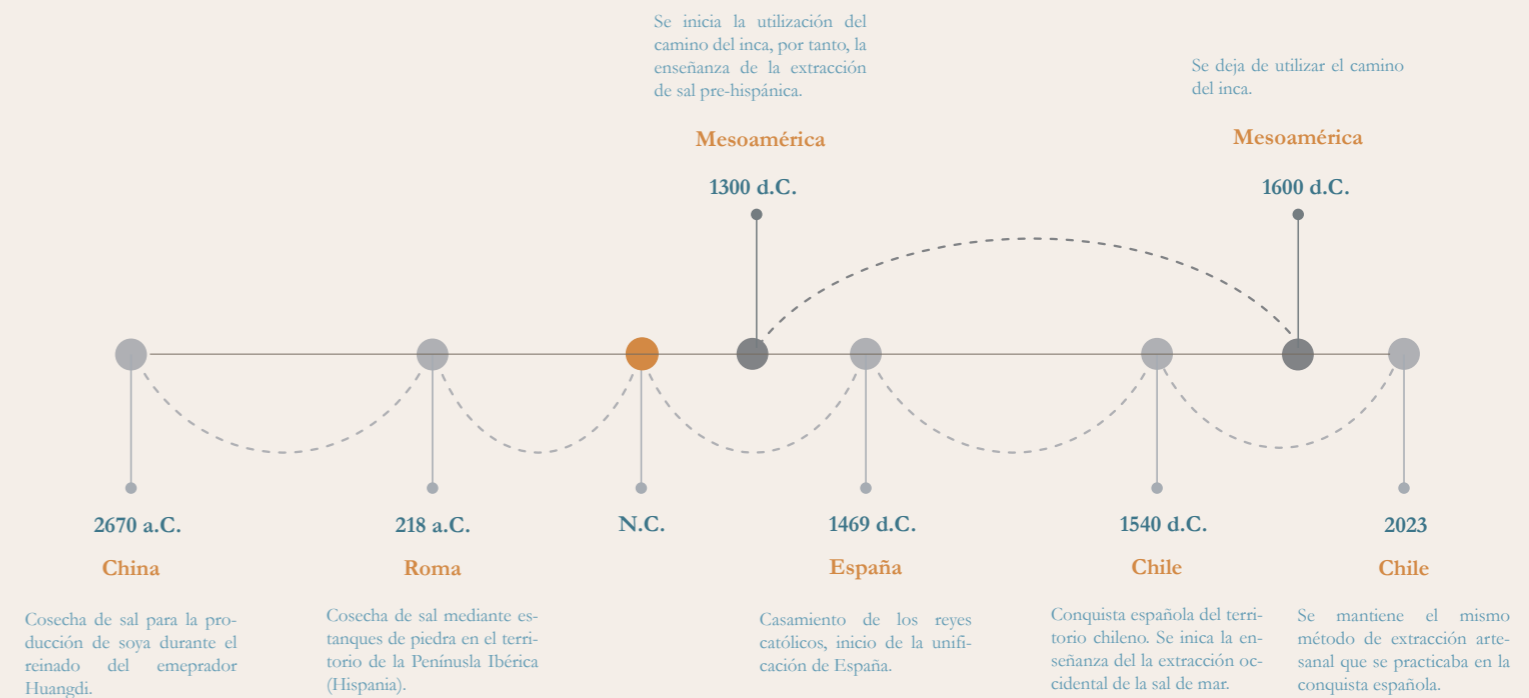 Se inicia la utilización del
camino del inca, por tanto, la
enseñanza de la extracción
de sal pre-hispánica.
Mesoamérica
1300 d.C.
Se deja de utilizar el camino
del inca.
Mesoamérica
1600 d.C.
2670 a.C.
China
Cosecha de sal para la pro-
ducción de soya durante el
reinado del emeprador
Huangdi.
218 a.C.
Roma
Cosecha de sal mediante es-
tanques de piedra en el terri-
torio de la Penínusla Ibérica
(Hispania).
N.C.
1469 d.C.
España
Casamiento de los reyes
católicos, inicio de la unifi-
cación de España.
1540 d.C.
Chile
Conquista española del terri-
torio chileno. Se inica la en-
señanza del la extracción oc-
cidental de la sal de mar.
2023
Chile
Se mantiene el mismo
método de extracción arte-
sanal que se practicaba en la
conquista española.